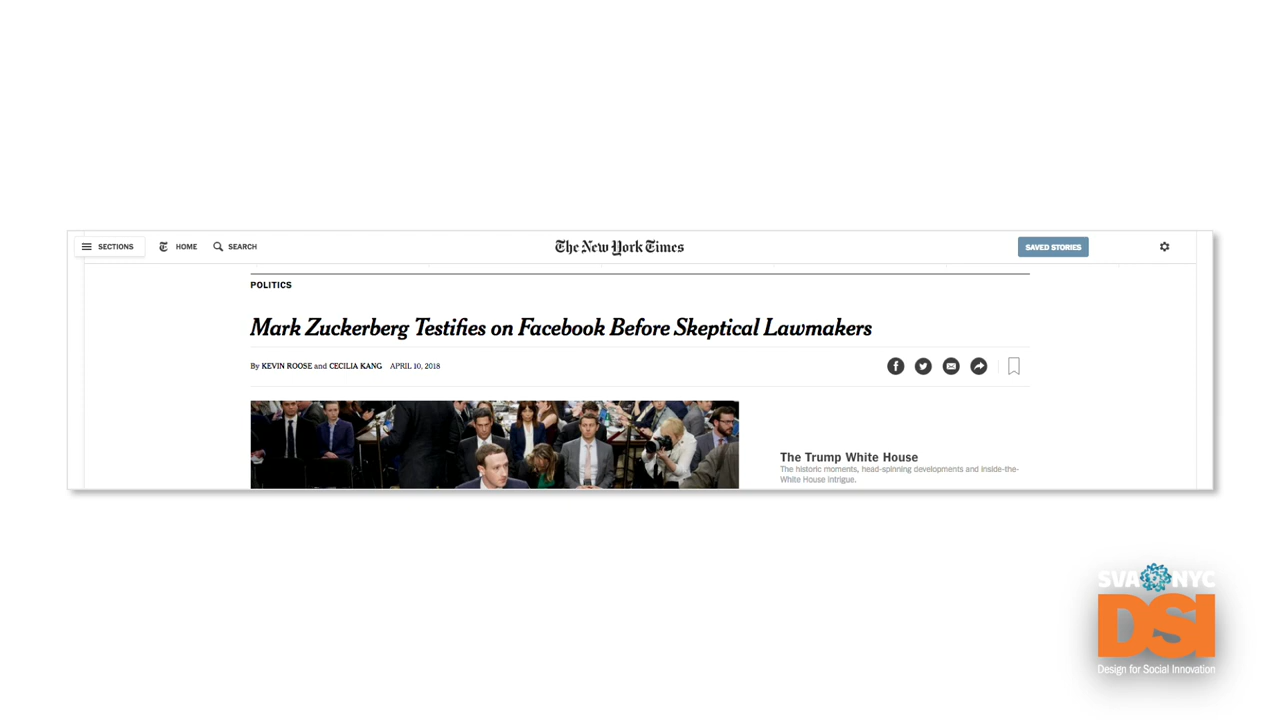 SECTIONS HOME SEARCH The New York Times SAVED STORIES
POLITICS
Mark Zuckerberg Testifies on Facebook Before Skeptical Lawmakers
By KEVIN ROOSE and CECILIA KANG APRIL 10, 2018
The Trump White House
The historic moments, head-spinning developments and inside-the-
White House intrigue.
SVA NYC
DSI
Design for Social Innovation